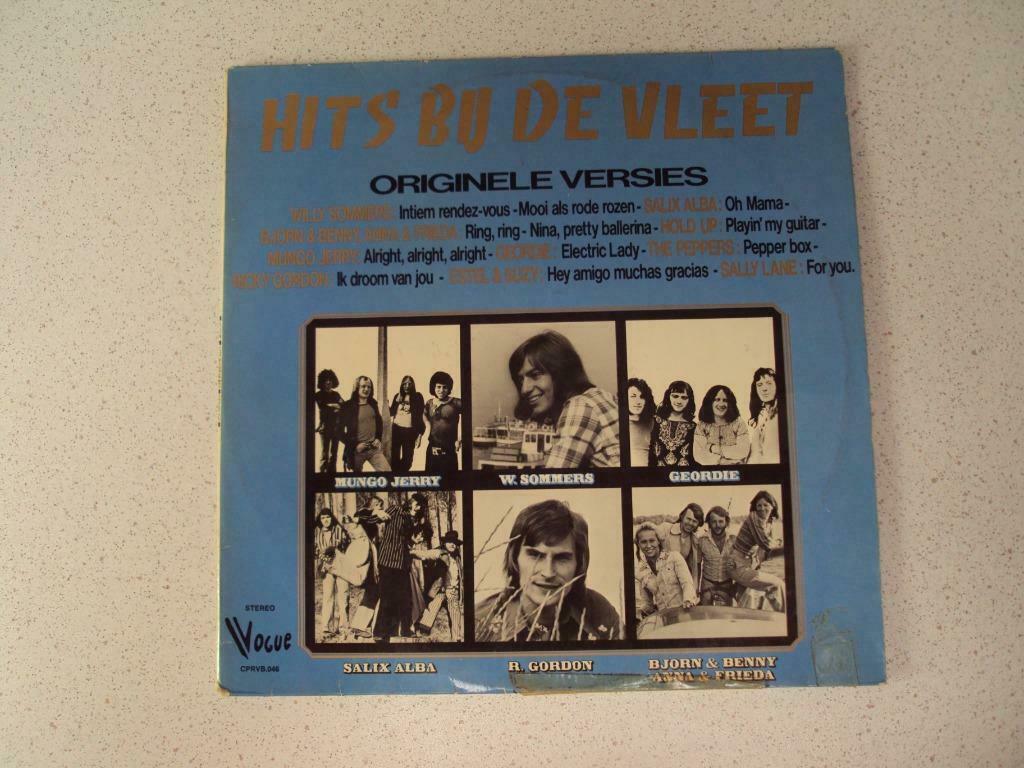 HITS BIJ DE VLEET
ORIGINELE VERSIES
WILLY SOMMERS: Intiem rendez-vous - Mooi als rode rozen - SALIX ALBA: Oh Mama -
BJORN & BENNY, ANNA & FRIEDA: Ring, ring - Nina, pretty ballerina - HOLD UP: Playin' my guitar -
MUNGO JERRY: Alright, alright, alright - GEORDIE: Electric Lady - THE PEPPERS: Pepper box -
RICKY GORDON: Ik droom van jou - ESTEL & SUZY: Hey amigo muchas gracias - SALLY LANE: For you.
MUNGO JERRY
W. SOMMERS
GEORDIE
STEREO
VOGUE
CPRVB.046
SALIX ALBA
R. GORDON
BJORN & BENNY
ANNA & FRIEDA